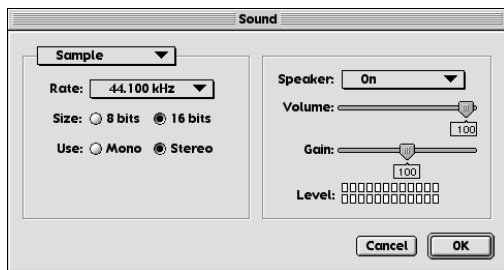 Sound
Sample
Rate: 44.100 kHz
Size: 8 bits 16 bits
Use: Mono Stereo
Speaker: On
Volume:
100
Gain:
100
Level:
Cancel OK